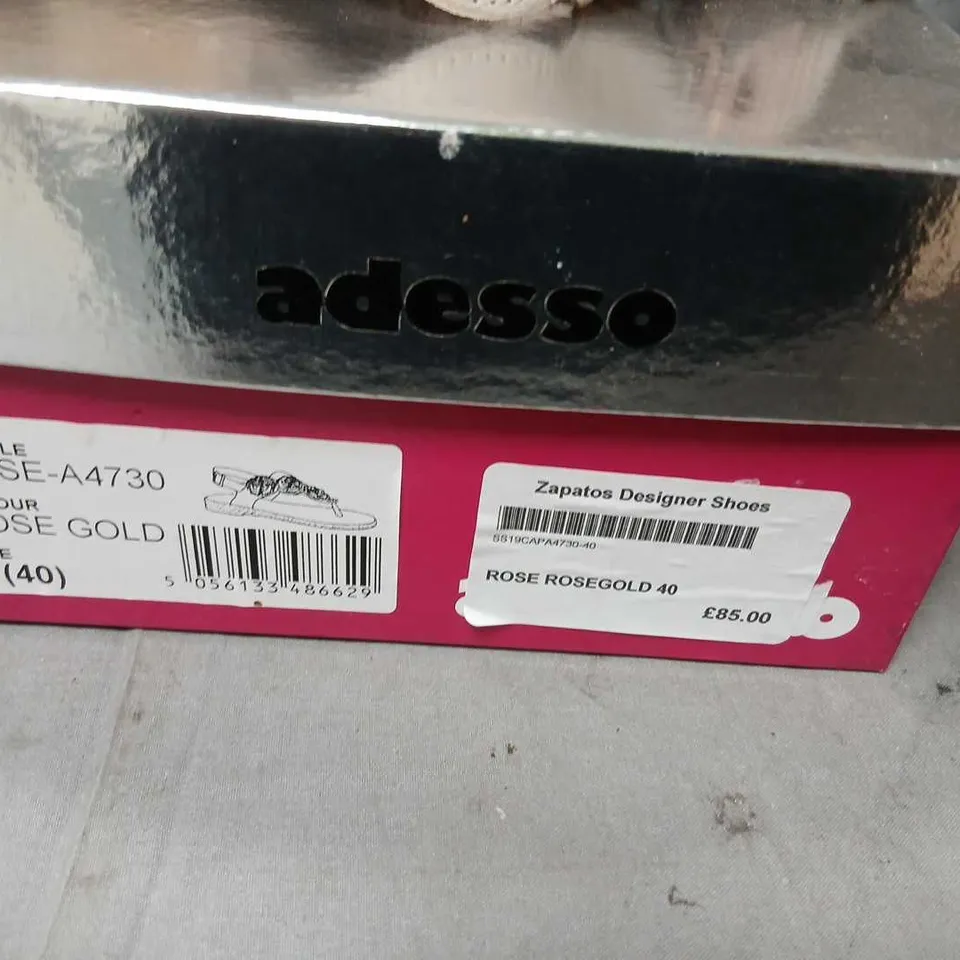 adesso
LE
SE-A4730
OUR
OSE GOLD
E
(40)
5 056133 486629
Zapatos Designer Shoes
SS19CAPA4730-40
ROSE ROSEGOLD 40
£85.00